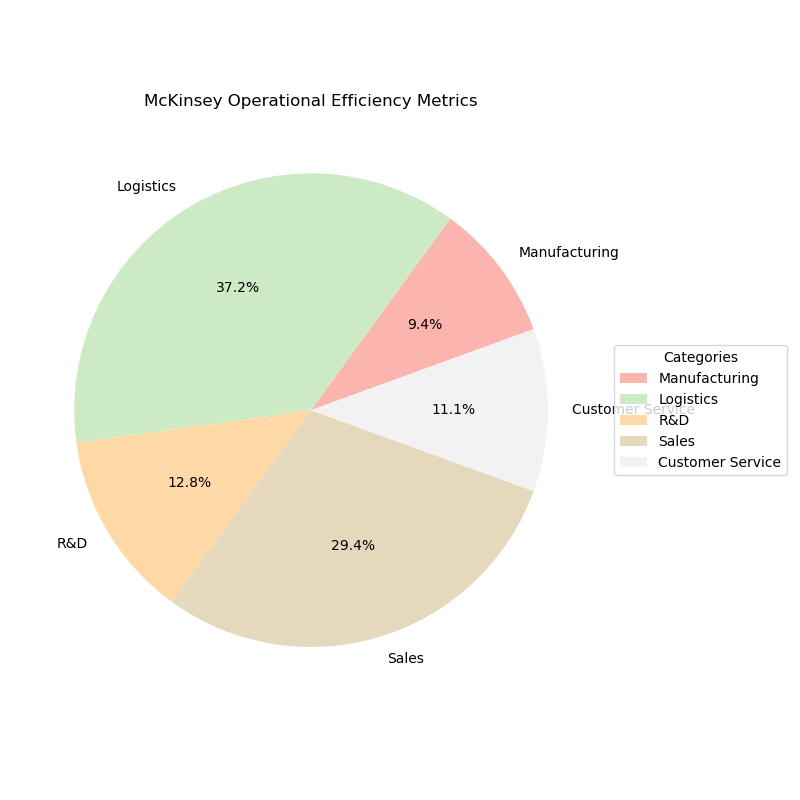 McKinsey Operational Efficiency Metrics
Logistics
Manufacturing
37.2%
9.4%
Customer Service
11.1%
12.8%
R&D
29.4%
Sales
Categories
Manufacturing
Logistics
R&D
Sales
Customer Service